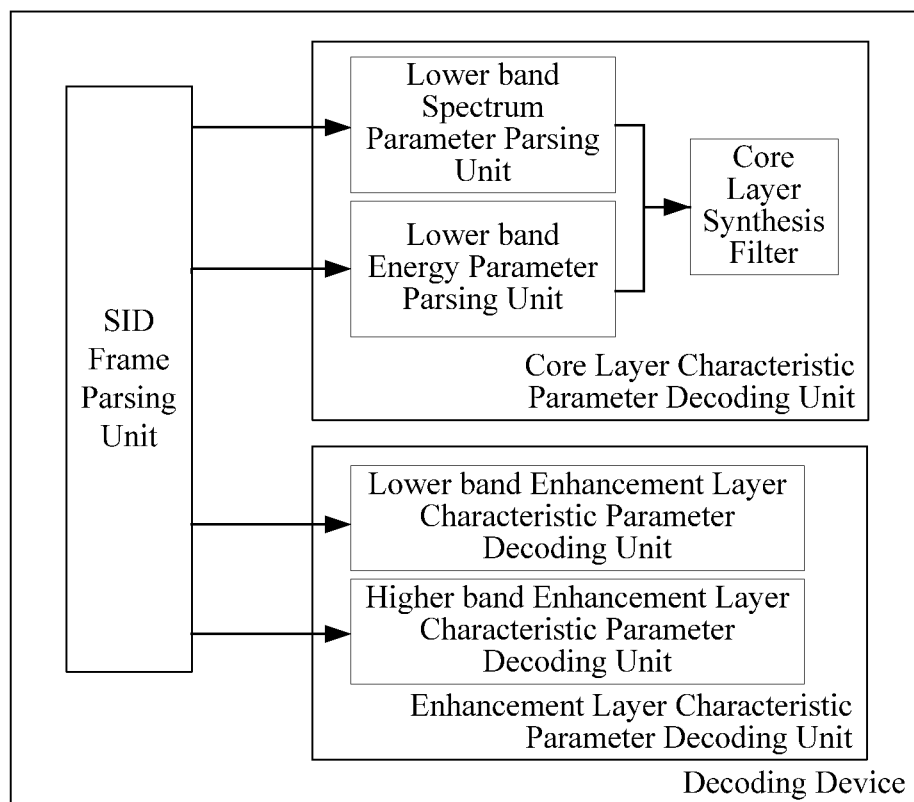 SID
Frame
Parsing
Unit
Lower band
Spectrum
Parameter Parsing
Unit
Lower band
Energy Parameter
Parsing Unit
Core
Layer
Synthesis
Filter
Core Layer Characteristic
Parameter Decoding Unit
Lower band Enhancement Layer
Characteristic Parameter
Decoding Unit
Higher band Enhancement Layer
Characteristic Parameter
Decoding Unit
Enhancement Layer Characteristic
Parameter Decoding Unit
Decoding Device